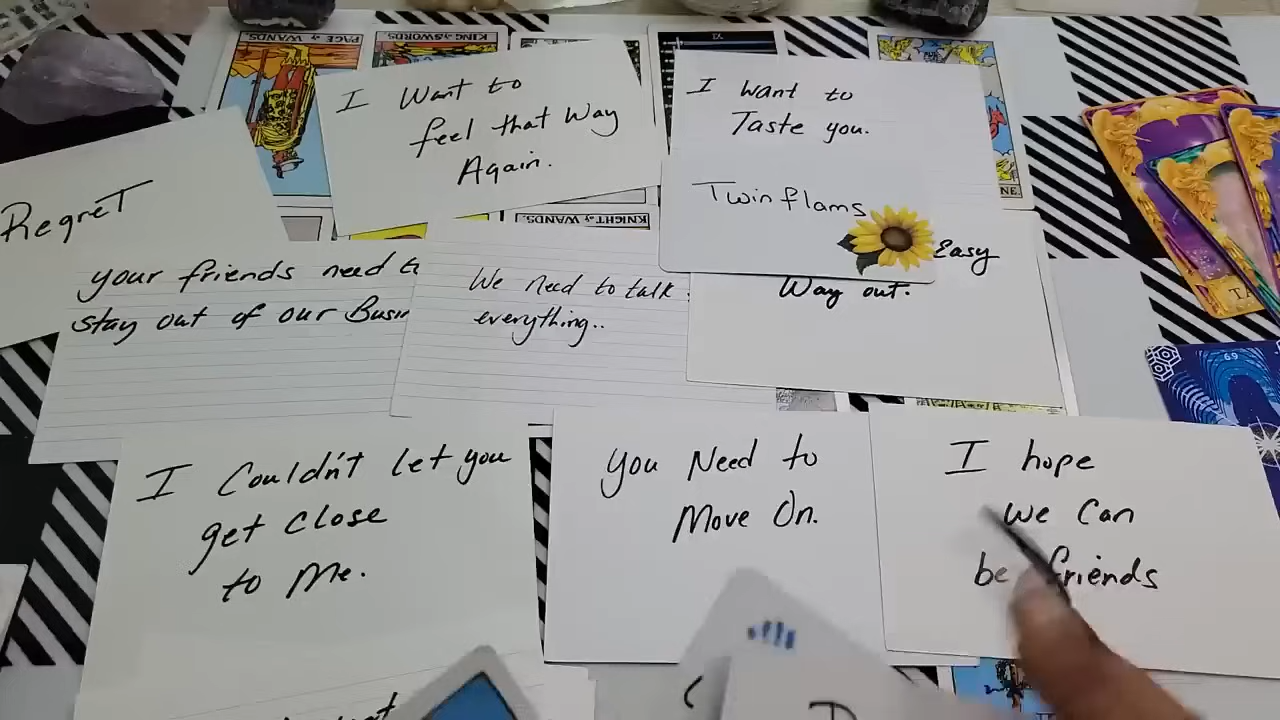 PAGE of WANDS.
KING of SWORDS.
VI
I Want to
feel that Way
Again.
I want to
Taste you.
Twin flams
Regret
KNIGHT of WANDS.
your friends need
stay out of our
We need to talk
everything..
Easy
Way out.
69
I Couldn't let you
get close
to Me.
you Need to
Move On.
I hope
we Can
be friends